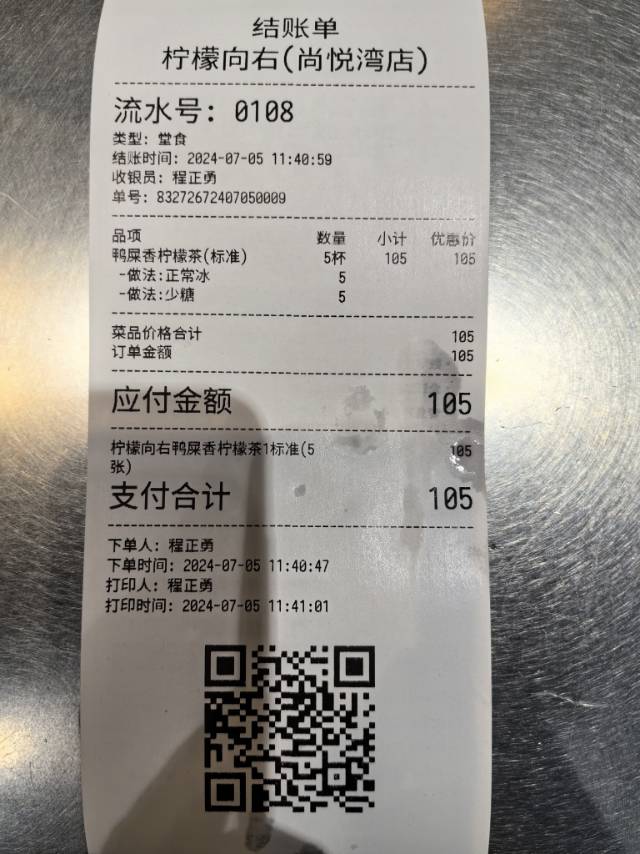 结账单
柠檬向右(尚悦湾店)
流水号: 0108
类型: 堂食
结账时间: 2024-07-05 11:40:59
收银员: 程正勇
单号: 83272672407050009
品项 数量 小计 优惠价
鸭屎香柠檬茶(标准) 5杯 105 105
-做法:正常冰 5
-做法:少糖 5
菜品价格合计 105
订单金额 105
应付金额 105
柠檬向右鸭屎香柠檬茶1标准(5 105
张)
支付合计 105
下单人: 程正勇
下单时间: 2024-07-05 11:40:47
打印人: 程正勇
打印时间: 2024-07-05 11:41:01